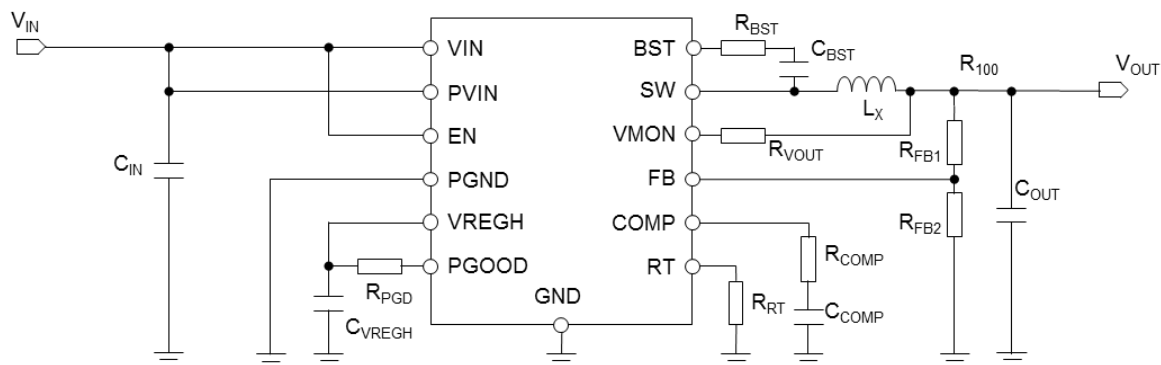 VIN
VIN
PVIN
EN
PGND
VREGH
PGOOD
GND
BST
SW
VMON
FB
COMP
RT
CIN
RPGD
CVREGH
RBST
CBST
LX
RVOUT
R100
VOUT
RFB1
RFB2
COUT
RCOMP
CCOMP
RRT